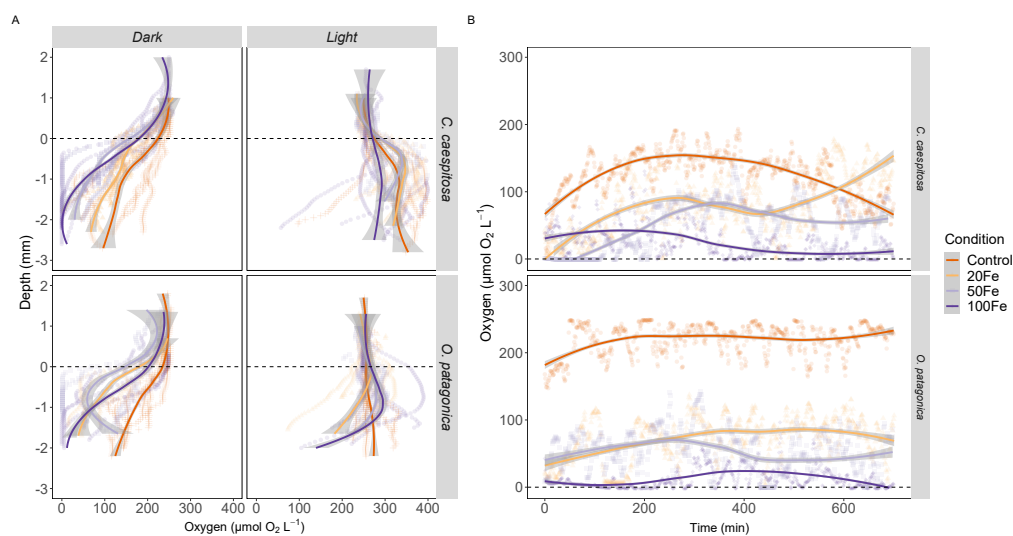 A
Dark
Light
2
1
0
-1
-2
-3
C. caespitosa
2
1
0
-1
-2
-3
O. patagonica
Depth (mm)
0
100
200
300
400
0
100
200
300
400
Oxygen (µmol O₂ L⁻¹)
B
300
200
100
0
C. caespitosa
300
200
100
0
O. patagonica
Oxygen (µmol O₂ L⁻¹)
0
200
400
600
Time (min)
Condition
Control
20Fe
50Fe
100Fe